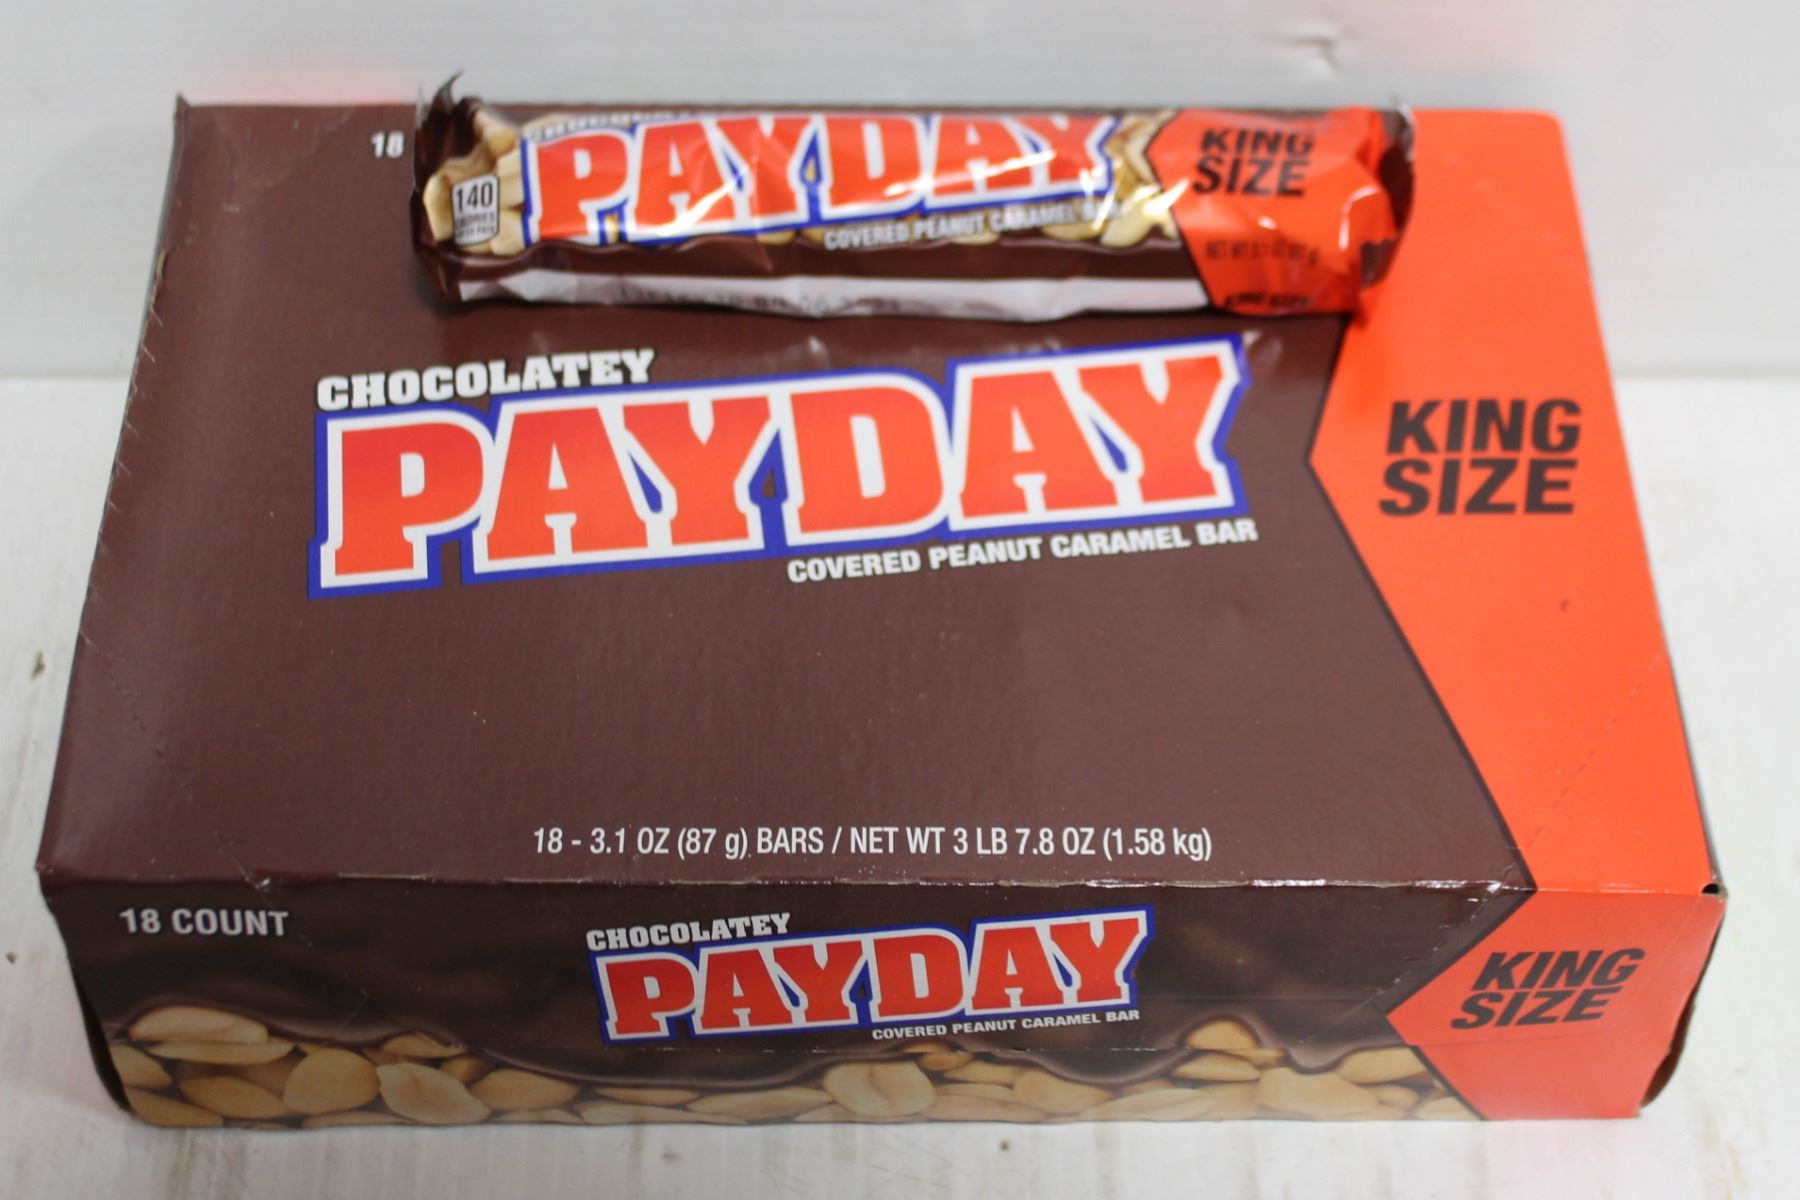 18
CHOCOLATEY
PAYDAY
COVERED PEANUT CARAMEL
KING
SIZE
140
CALORIES
CHOCOLATEY
PAYDAY
COVERED PEANUT CARAMEL BAR
KING
SIZE
18 - 3.1 OZ (87 g) BARS / NET WT 3 LB 7.8 OZ (1.58 kg)
18 COUNT
CHOCOLATEY
PAYDAY
COVERED PEANUT CARAMEL BAR
KING
SIZE